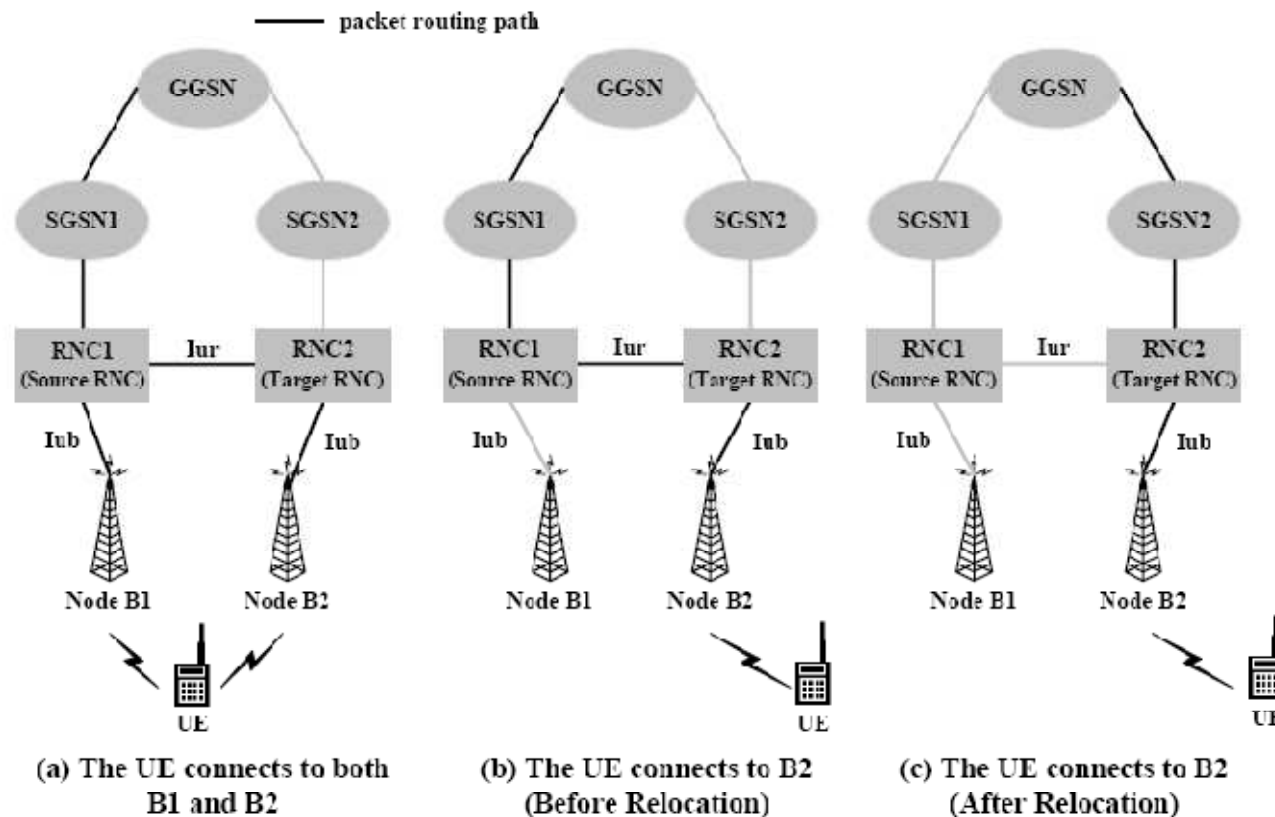 packet routing path
GGSN
SGSN1
SGSN2
RNC1
(Source RNC)
Iur
RNC2
(Target RNC)
Iub
Iub
Node B1
Node B2
UE
(a) The UE connects to both
B1 and B2
GGSN
SGSN1
SGSN2
RNC1
(Source RNC)
Iur
RNC2
(Target RNC)
Iub
Iub
Node B1
Node B2
UE
(b) The UE connects to B2
(Before Relocation)
GGSN
SGSN1
SGSN2
RNC1
(Source RNC)
Iur
RNC2
(Target RNC)
Iub
Iub
Node B1
Node B2
(c) The UE connects to B2
(After Relocation)